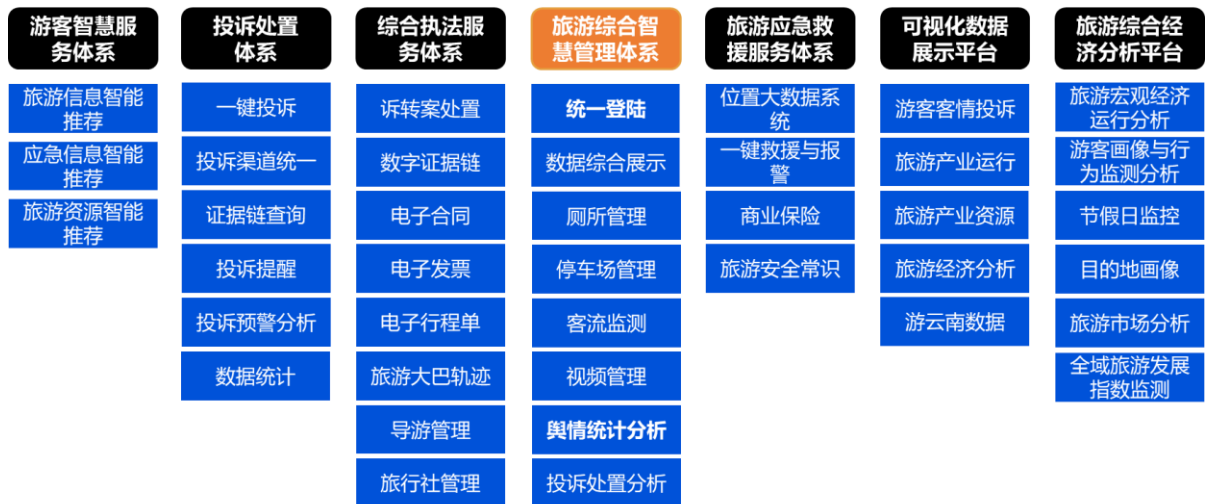 游客智慧服
务体系
旅游信息智能
推荐
应急信息智能
推荐
旅游资源智能
推荐
投诉处置
体系
一键投诉
投诉渠道统一
证据链查询
投诉提醒
投诉预警分析
数据统计
综合执法服
务体系
诉转案处置
数字证据链
电子合同
电子发票
电子行程单
旅游大巴轨迹
导游管理
旅行社管理
旅游综合智
慧管理体系
统一登陆
数据综合展示
厕所管理
停车场管理
客流监测
视频管理
舆情统计分析
投诉处置分析
旅游应急救
援服务体系
位置大数据系
统
一键救援与报
警
商业保险
旅游安全常识
可视化数据
展示平台
游客客情投诉
旅游产业运行
旅游产业资源
旅游经济分析
游云南数据
旅游综合经
济分析平台
旅游宏观经济
运行分析
游客画像与行
为监测分析
节假日监控
目的地画像
旅游市场分析
全域旅游发展
指数监测